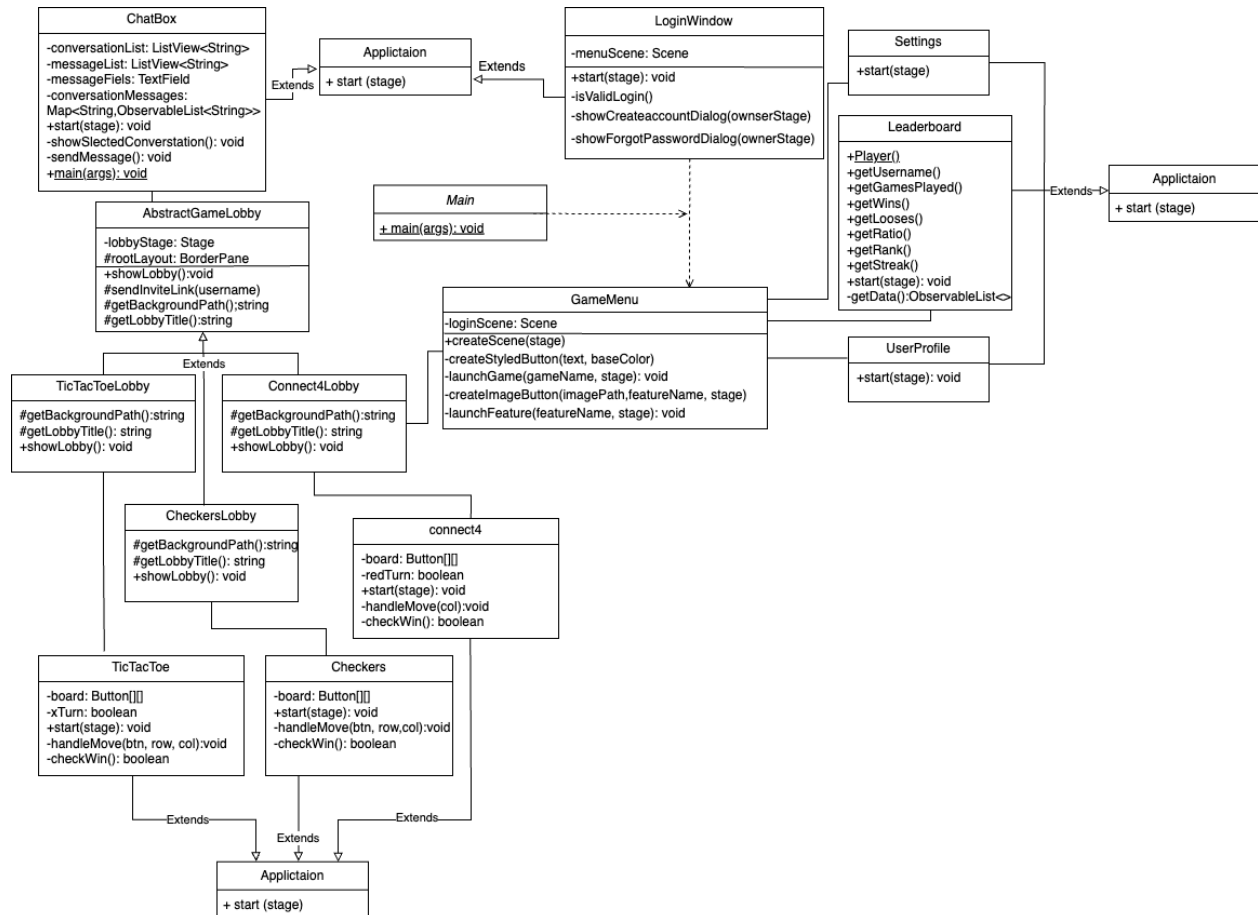 ChatBox
-conversationList: ListView<String>
-messageList: ListView<String>
-messageFiels: TextField
-conversationMessages:
Map<String,ObservableList<String>>
+start(stage): void
-showSlectedConverstation(): void
-sendMessage(): void
+main(args): void
Extends
Applictaion
+ start (stage)
Extends
LoginWindow
-menuScene: Scene
+start(stage): void
-isValidLogin()
-showCreateaccountDialog(ownserStage)
-showForgotPasswordDialog(ownerStage)
Settings
+start(stage)
Leaderboard
+Player()
+getUsername()
+getGamesPlayed()
+getWins()
+getLooses()
+getRatio()
+getRank()
+getStreak()
+start(stage): void
-getData():ObservableList<>
Extends
Applictaion
+ start (stage)
Main
+ main(args): void
AbstractGameLobby
-lobbyStage: Stage
#rootLayout: BorderPane
+showLobby():void
#sendInviteLink(username)
#getBackgroundPath();string
#getLobbyTitle():string
Extends
GameMenu
-loginScene: Scene
+createScene(stage)
-createStyledButton(text, baseColor)
-launchGame(gameName, stage): void
-createImageButton(imagePath,featureName, stage)
-launchFeature(featureName, stage): void
UserProfile
+start(stage): void
TicTacToeLobby
#getBackgroundPath():string
#getLobbyTitle(): string
+showLobby(): void
Connect4Lobby
#getBackgroundPath():string
#getLobbyTitle(): string
+showLobby(): void
CheckersLobby
#getBackgroundPath():string
#getLobbyTitle(): string
+showLobby(): void
connect4
-board: Button[][]
-redTurn: boolean
+start(stage): void
-handleMove(col):void
-checkWin(): boolean
TicTacToe
-board: Button[][]
-xTurn: boolean
+start(stage): void
-handleMove(btn, row, col):void
-checkWin(): boolean
Checkers
-board: Button[][]
+start(stage): void
-handleMove(btn, row,col):void
-checkWin(): boolean
Extends
Extends
Extends
Applictaion
+ start (stage)